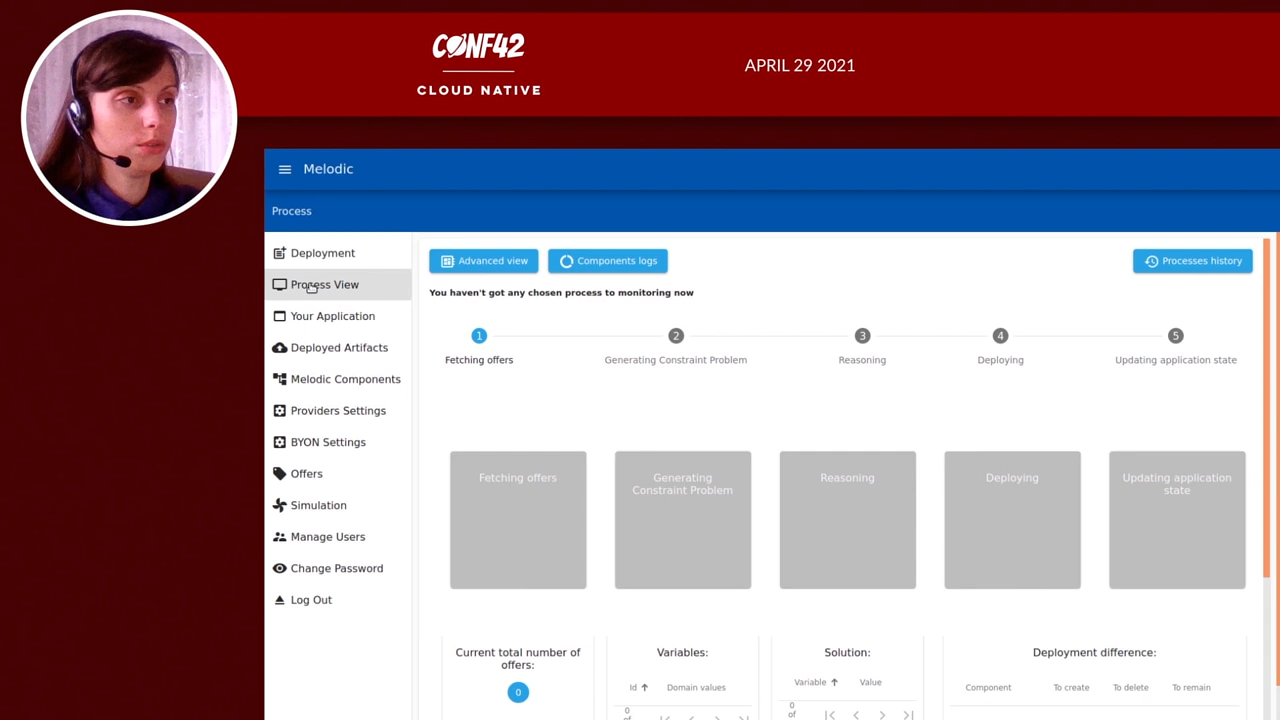 CONF42
CLOUD NATIVE
APRIL 29 2021
Melodic
Process
Deployment
Process View
Your Application
Deployed Artifacts
Melodic Components
Providers Settings
BYON Settings
Offers
Simulation
Manage Users
Change Password
Log Out
Advanced view
Components logs
Processes history
You haven't got any chosen process to monitoring now
1
2
3
4
5
Fetching offers
Generating Constraint Problem
Reasoning
Deploying
Updating application state
Fetching offers
Generating
Constraint Problem
Reasoning
Deploying
Updating application
state
Current total number of
offers:
0
Variables:
Id
Domain values
0
of
Solution:
Variable
Value
0
of
Deployment difference:
Component
To create
To delete
To remain